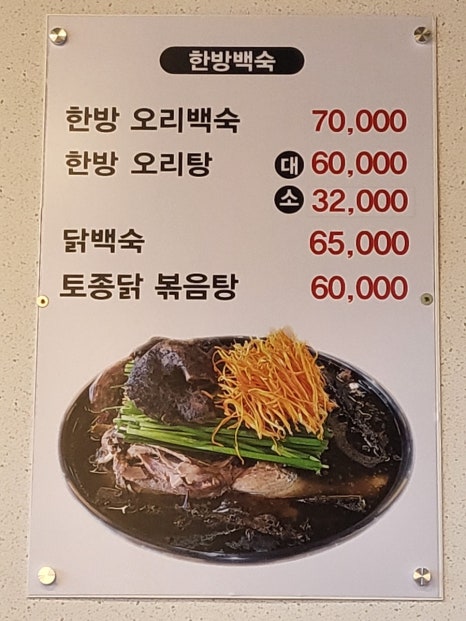 한방백숙
한방 오리백숙 70,000
한방 오리탕 대 60,000
소 32,000
닭백숙 65,000
토종닭 볶음탕 60,000